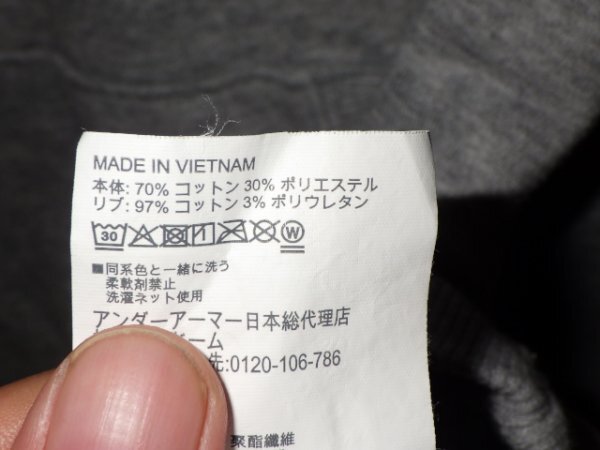 MADE IN VIETNAM
本体: 70% コットン 30% ポリエステル
リブ: 97% コットン 3% ポリウレタン
30 W
■同系色と一緒に洗う
柔軟剤禁止
洗濯ネット使用
アンダーアーマー日本総代理店
ーム
先:0120-106-786
聚酯纖維